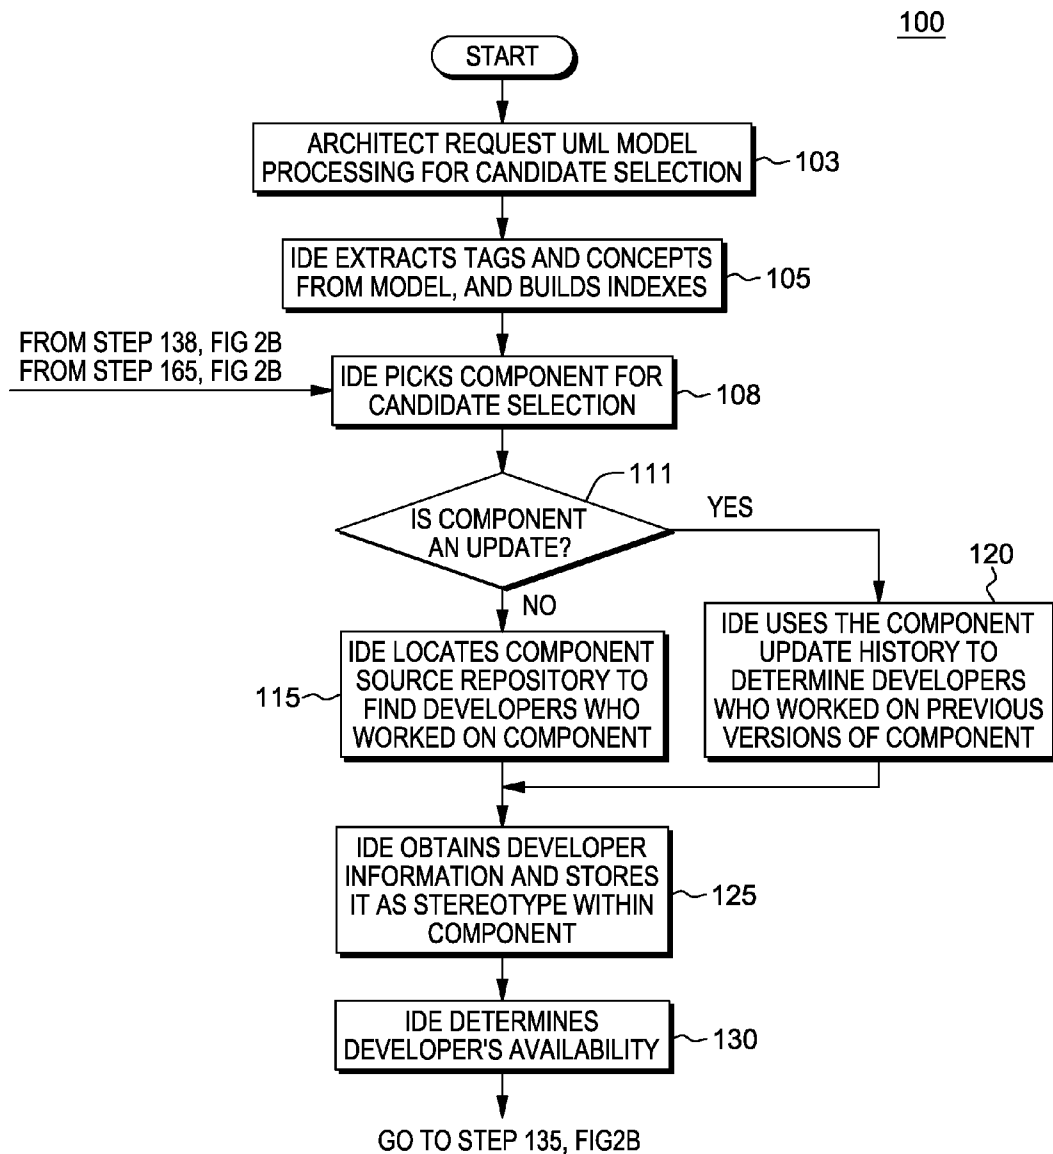 100
START
ARCHITECT REQUEST UML MODEL
PROCESSING FOR CANDIDATE SELECTION
103
IDE EXTRACTS TAGS AND CONCEPTS
FROM MODEL, AND BUILDS INDEXES
105
FROM STEP 138, FIG 2B
FROM STEP 165, FIG 2B
IDE PICKS COMPONENT FOR
CANDIDATE SELECTION
108
111
IS COMPONENT
AN UPDATE?
YES
NO
120
IDE LOCATES COMPONENT
SOURCE REPOSITORY TO
FIND DEVELOPERS WHO
WORKED ON COMPONENT
115
IDE USES THE COMPONENT
UPDATE HISTORY TO
DETERMINE DEVELOPERS
WHO WORKED ON PREVIOUS
VERSIONS OF COMPONENT
IDE OBTAINS DEVELOPER
INFORMATION AND STORES
IT AS STEREOTYPE WITHIN
COMPONENT
125
IDE DETERMINES
DEVELOPER'S AVAILABILITY
130
GO TO STEP 135, FIG2B